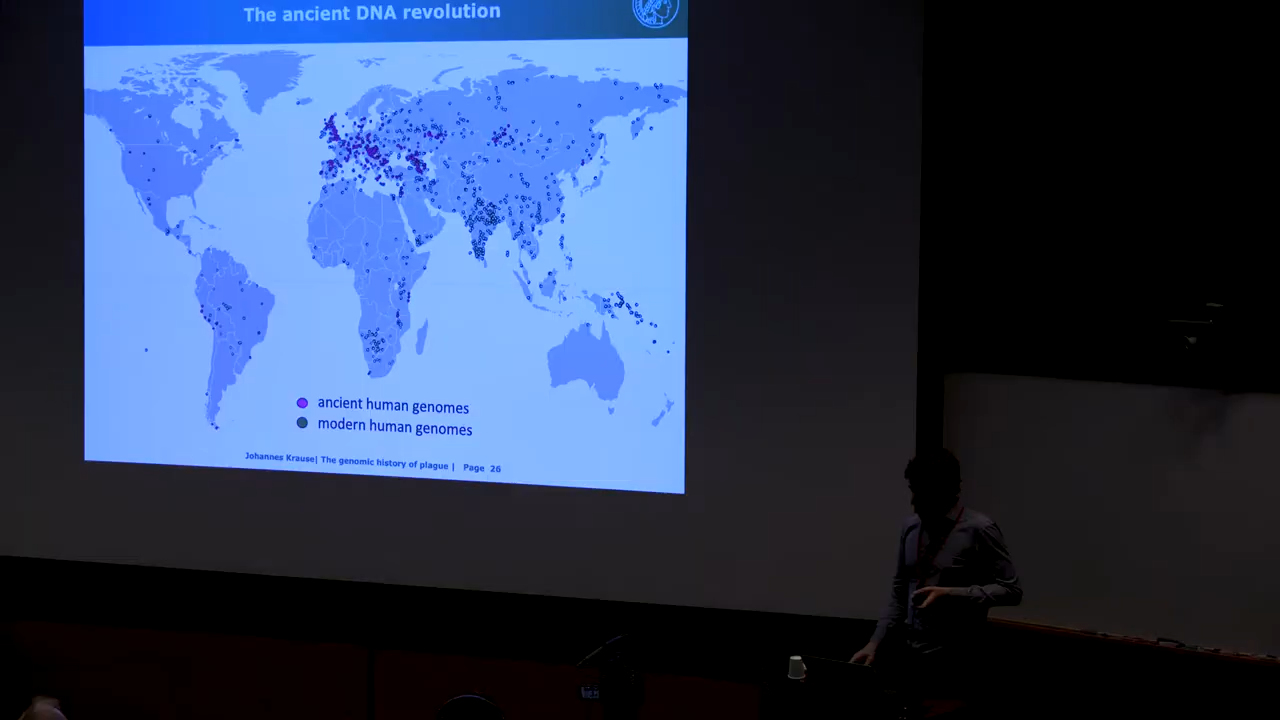 The ancient DNA revolution
ancient human genomes
modern human genomes
Johannes Krause| The genomic history of plague | Page 26